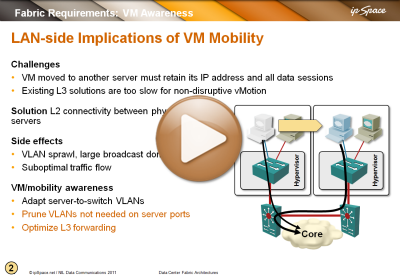 Fabric Requirements: VM Awareness
ip Space
LAN-side Implications of VM Mobility
Challenges
• VM moved to another server must retain its IP address and all data sessions
• Existing L3 solutions are too slow for non-disruptive vMotion
Solution L2 connectivity between
servers
Side effects
• VLAN sprawl, large broadcast
• Suboptimal traffic flow
VM/mobility awareness
• Adapt server-to-switch VLANs
• Prune VLANs not needed on server ports
• Optimize L3 forwarding
Hypervisor
Hypervisor
Core
2
© ipSpace.net / NIL Data Communications 2011
Data Center Fabric Architectures